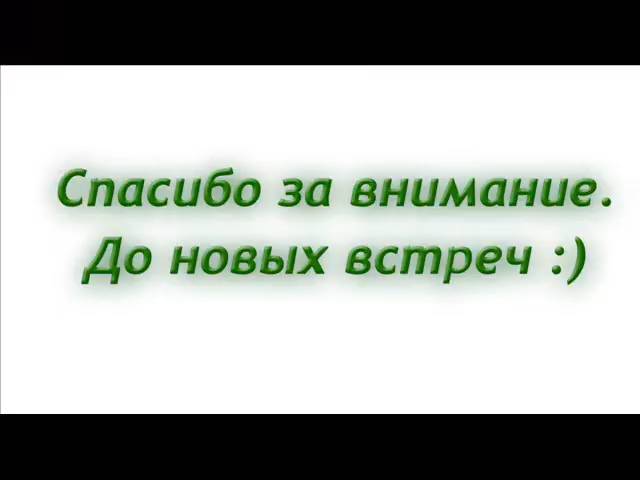 Спасибо за внимание.
До новых встреч :)